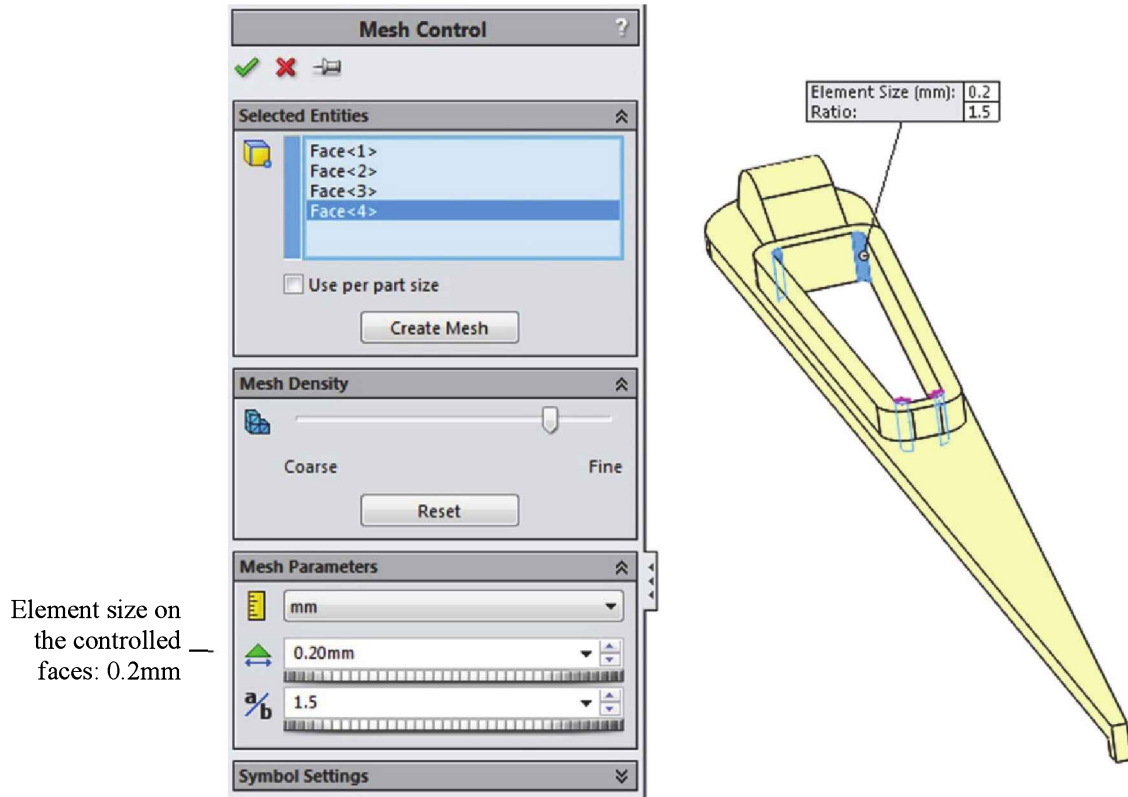 Mesh Control ?
Selected Entities
Face<1>
Face<2>
Face<3>
Face<4>
Use per part size
Create Mesh
Mesh Density
Coarse Fine
Reset
Mesh Parameters
mm
0.20mm
a/b 1.5
Symbol Settings
Element size on
the controlled
faces: 0.2mm
Element Size (mm): 0.2
Ratio: 1.5